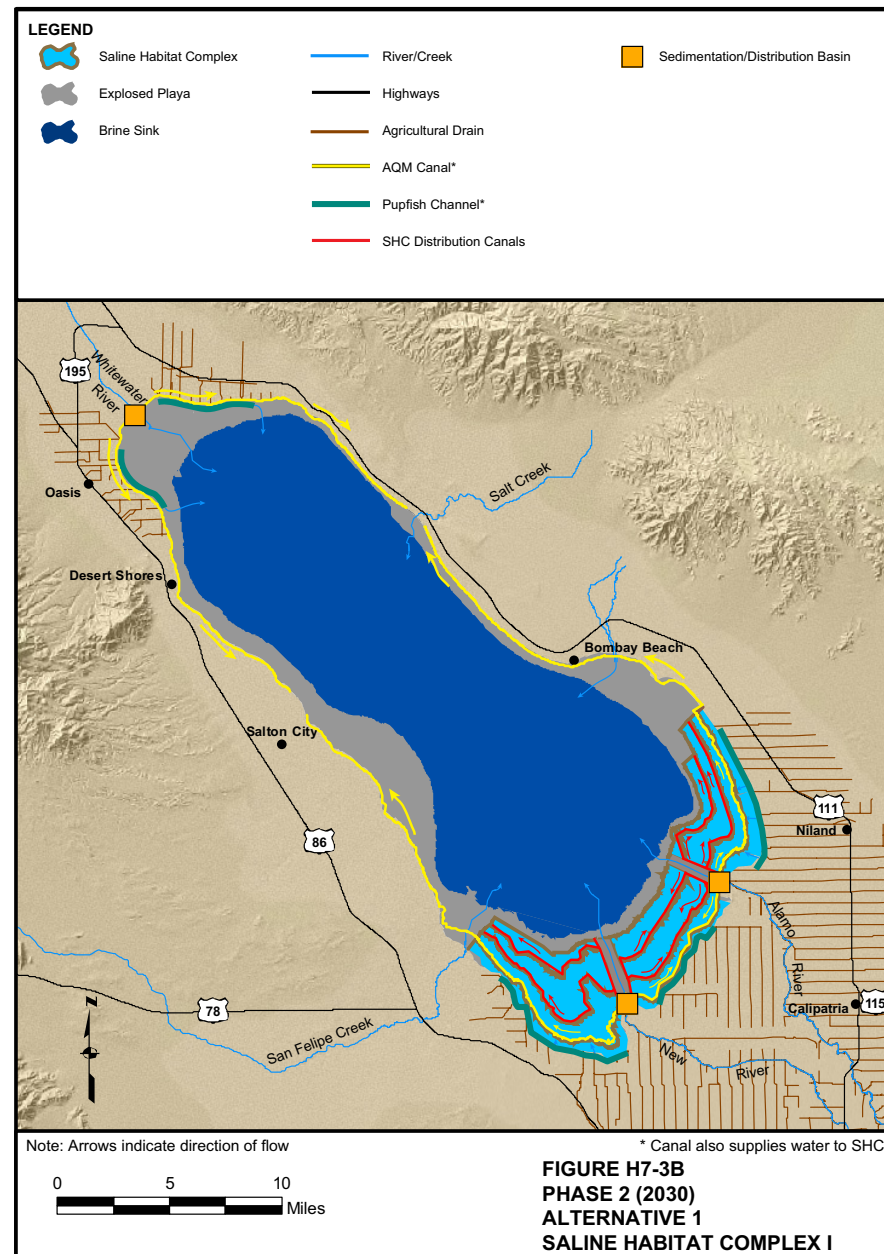 LEGEND
Saline Habitat Complex
Explosed Playa
Brine Sink
River/Creek
Highways
Agricultural Drain
AQM Canal*
Pupfish Channel*
SHC Distribution Canals
Sedimentation/Distribution Basin
195
Whitewater
River
Oasis
Salt Creek
Desert Shores
Bombay Beach
Salton City
86
111
Niland
Alamo
River
Calipatria
115
78
San Felipe Creek
New
River
N
Note: Arrows indicate direction of flow
* Canal also supplies water to SHC
0 5 10
Miles
FIGURE H7-3B
PHASE 2 (2030)
ALTERNATIVE 1
SALINE HABITAT COMPLEX I